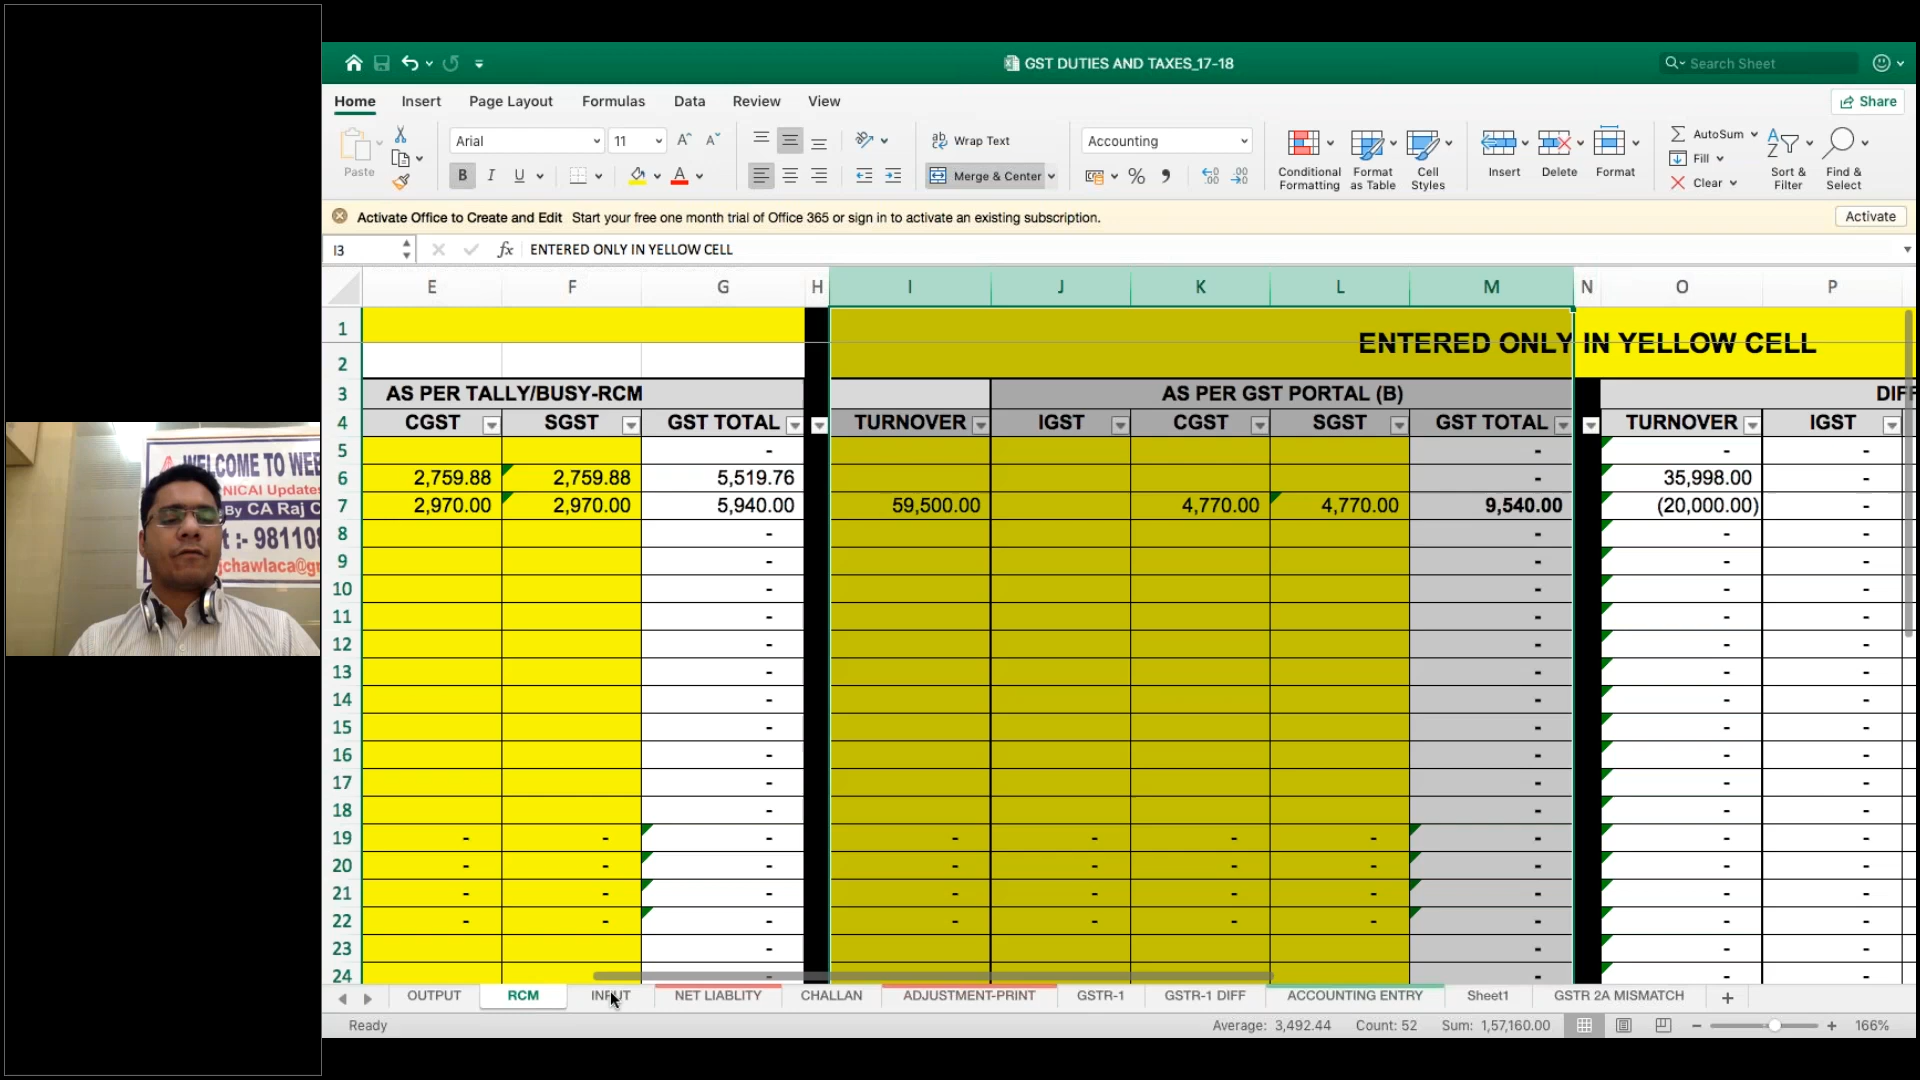 GST DUTIES AND TAXES_17-18
Search Sheet
Home Insert Page Layout Formulas Data Review View
Share
Paste
Arial 11
B I U
Wrap Text
Merge & Center
Accounting
Conditional Formatting
Format as Table
Cell Styles
Insert Delete Format
AutoSum
Fill
Clear
Sort & Filter
Find & Select
Activate Office to Create and Edit Start your free one month trial of Office 365 or sign in to activate an existing subscription.
Activate
I3 fx ENTERED ONLY IN YELLOW CELL
E F G H I J K L M N O P
1 ENTERED ONLY IN YELLOW CELL
2
3 AS PER TALLY/BUSY-RCM AS PER GST PORTAL (B) DIFF
4 CGST SGST GST TOTAL TURNOVER IGST CGST SGST GST TOTAL TURNOVER IGST
5 - - - -
6 2,759.88 2,759.88 5,519.76 - 35,998.00 -
7 2,970.00 2,970.00 5,940.00 59,500.00 4,770.00 4,770.00 9,540.00 (20,000.00) -
8 - - - -
9 - - - -
10 - - - -
11 - - - -
12 - - - -
13 - - - -
14 - - - -
15 - - - -
16 - - - -
17 - - - -
18 - - - -
19 - - - - - - - - - -
20 - - - - - - - - - -
21 - - - - - - - - - -
22 - - - - - - - - - -
23 - - - -
24 - - - -
OUTPUT RCM INPUT NET LIABLITY CHALLAN ADJUSTMENT-PRINT GSTR-1 GSTR-1 DIFF ACCOUNTING ENTRY Sheet1 GSTR 2A MISMATCH +
Ready Average: 3,492.44 Count: 52 Sum: 1,57,160.00 166%
WELCOME TO WEB
NICAI Updates
By CA Raj C
t :- 98110
jchawlaca@g